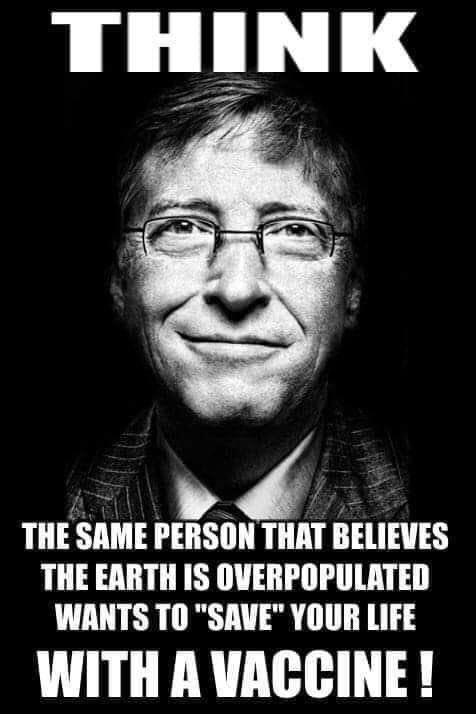 THINK
THE SAME PERSON THAT BELIEVES
THE EARTH IS OVERPOPULATED
WANTS TO "SAVE" YOUR LIFE
WITH A VACCINE !